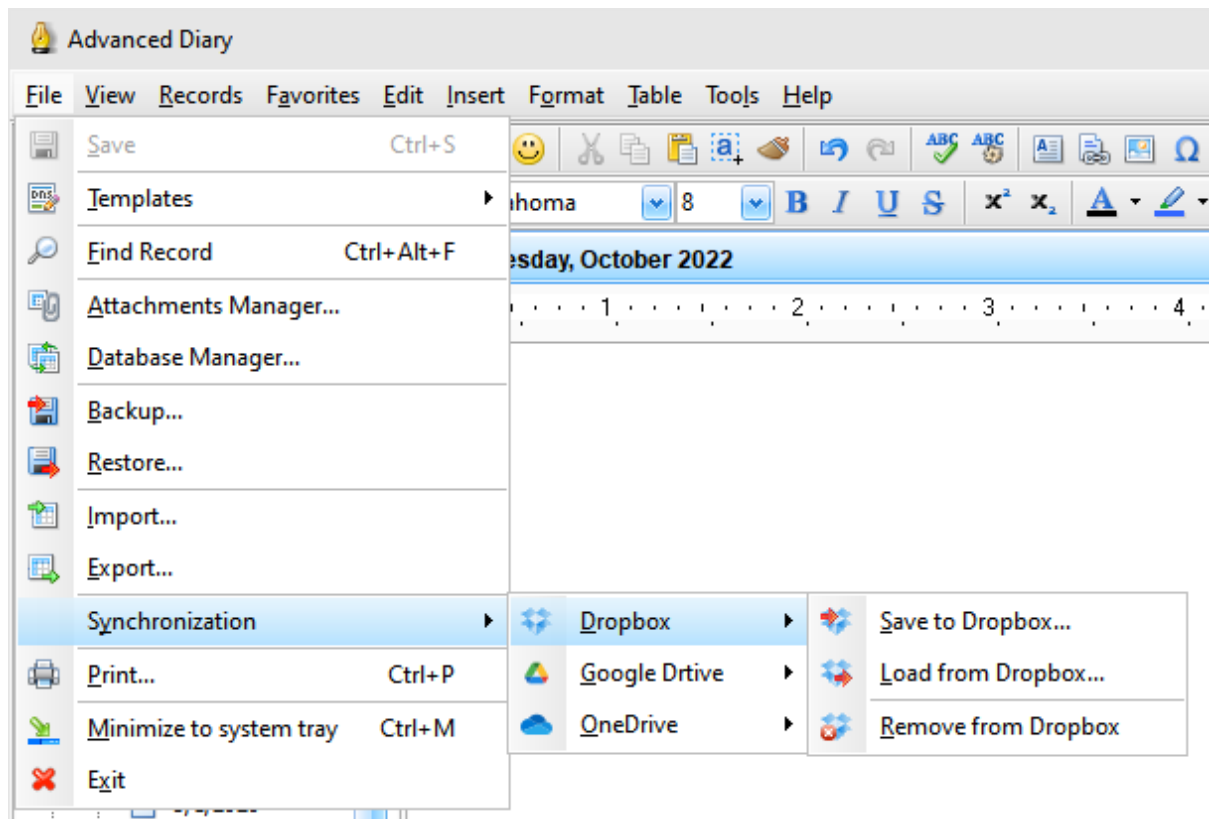 Advanced Diary
File View Records Favorites Edit Insert Format Table Tools Help
Save Ctrl+S
ABC ABC A Ω
Templates
8 B I U S x² x₂ A
Find Record Ctrl+Alt+F
October 2022
Attachments Manager...
1 2 3 4
Database Manager...
Backup...
Restore...
Import...
Export...
Synchronization Dropbox Save to Dropbox...
Print... Ctrl+P Google Drtive Load from Dropbox...
Minimize to system tray Ctrl+M OneDrive Remove from Dropbox
Exit